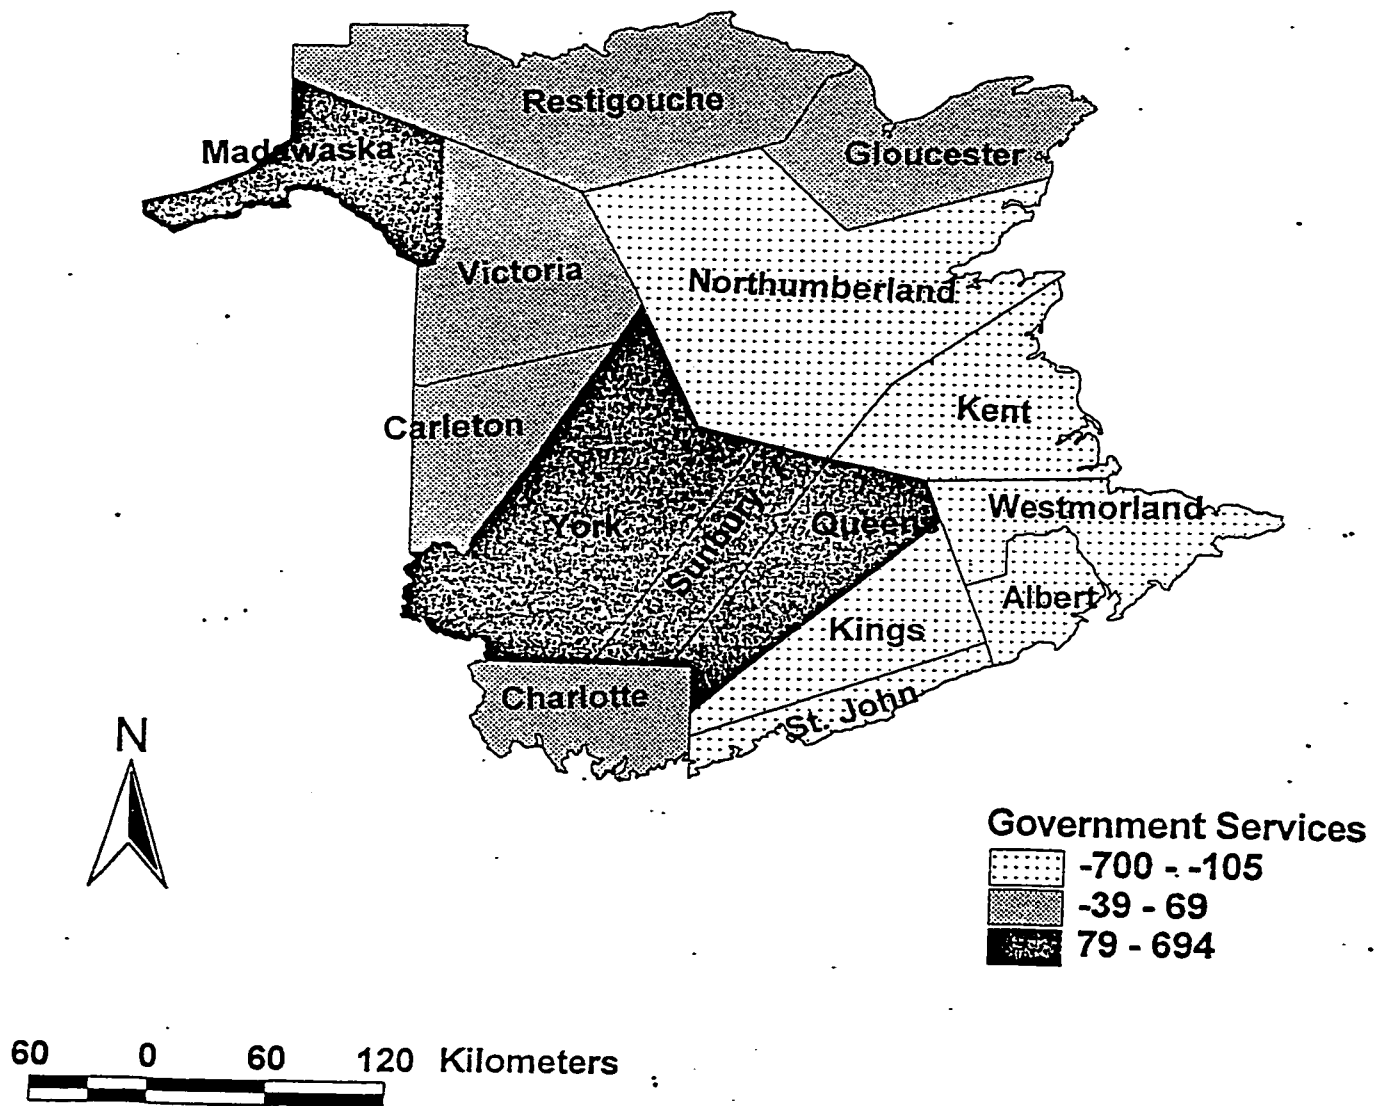 Restigouche
Gloucester
Madawaska
Victoria
Northumberland
Carleton
Kent
York
Sunbury
Queens
Westmorland
Albert
Kings
Charlotte
St. John
N
Government Services
-700 - -105
-39 - 69
79 - 694
60 0 60 120 Kilometers